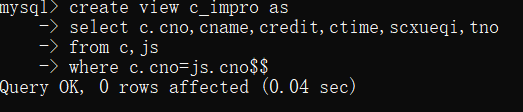 mysql> create view c_impro as
    -> select c.cno,cname,credit,ctime,scxueqi,tno
    -> from c,js
    -> where c.cno=js.cno$$
Query OK, 0 rows affected (0.04 sec)